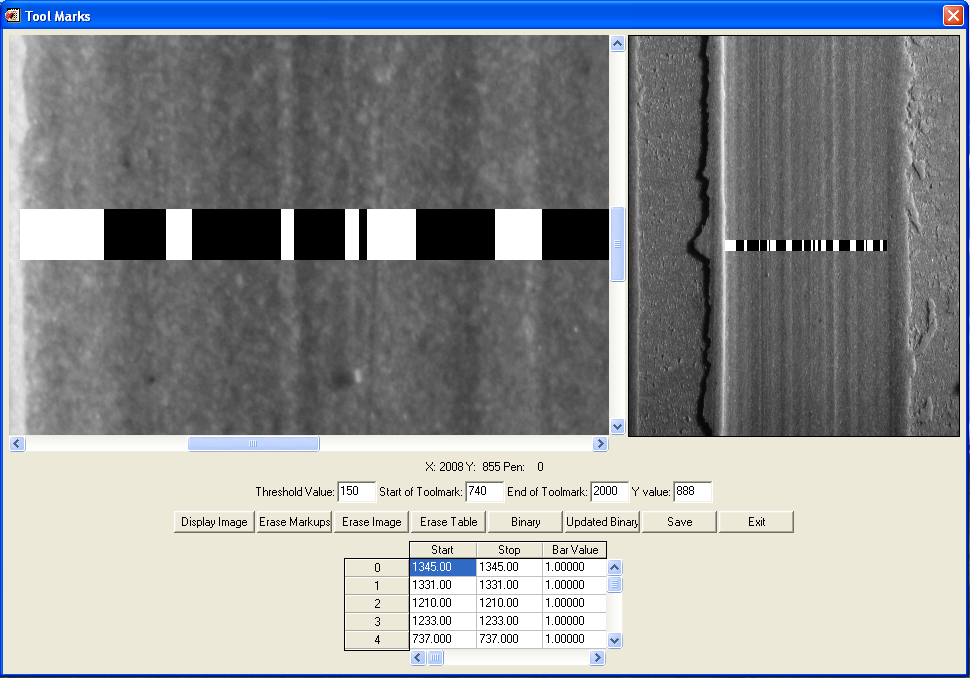 Tool Marks
X: 2008 Y: 855 Pen: 0
Threshold Value: 150 Start of Toolmark: 740 End of Toolmark: 2000 Y value: 888
Display Image Erase Markups Erase Image Erase Table Binary Updated Binary Save Exit
Start Stop Bar Value
0 1345.00 1345.00 1.00000
1 1331.00 1331.00 1.00000
2 1210.00 1210.00 1.00000
3 1233.00 1233.00 1.00000
4 737.000 737.000 1.00000